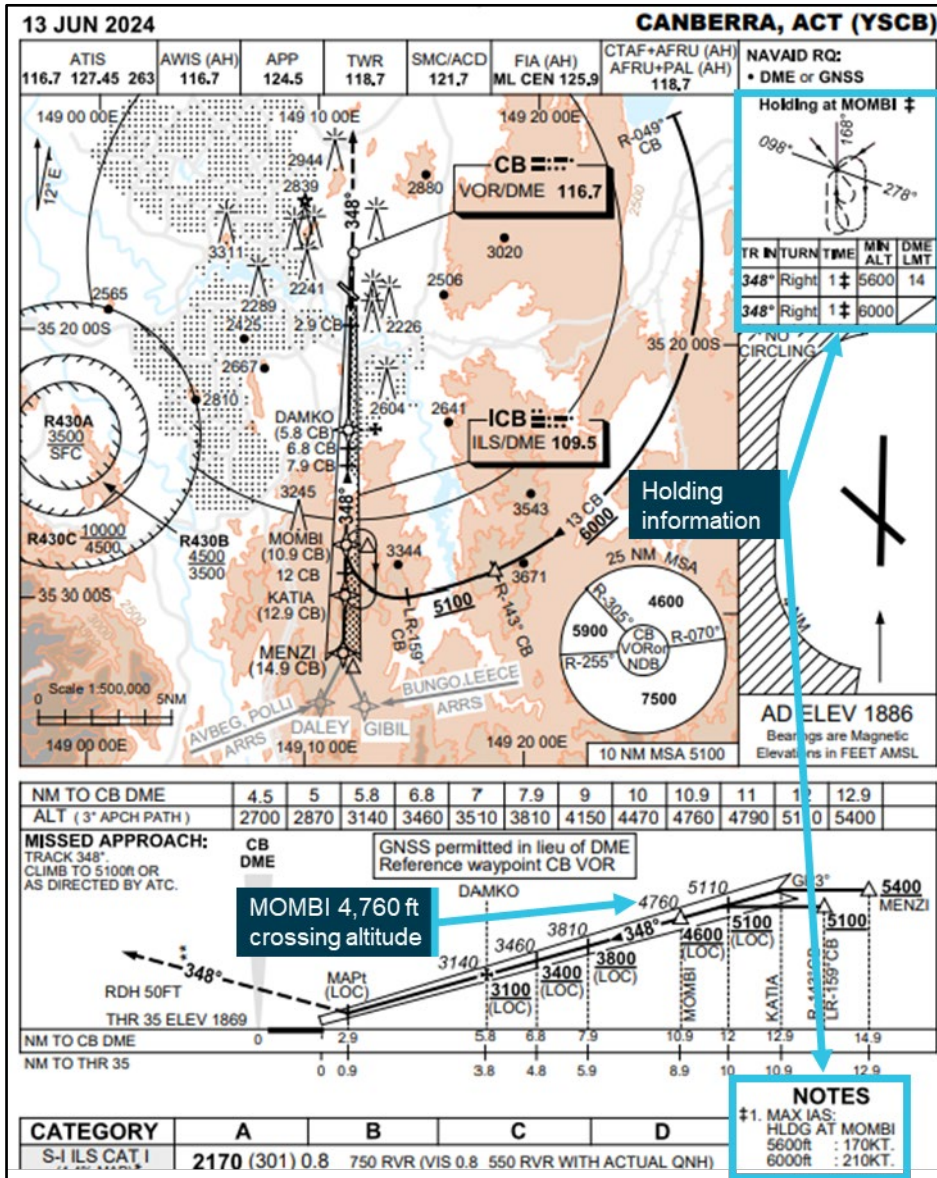 13 JUN 2024
CANBERRA, ACT (YSCB)
ATIS
116.7 127.45 263
AWIS (AH)
116.7
APP
124.5
TWR
118.7
SMC/ACD
121.7
FIA (AH)
ML CEN 125.9
CTAF+AFRU (AH)
AFRU+PAL (AH)
118.7
NAVAID RQ:
• DME or GNSS
Holding at MOMBI ‡
168°
098°
278°
TR IN TURN TIME MIN ALT DME LMT
348° Right 1 ‡ 5600 14
348° Right 1 ‡ 6000
149 00 00E
149 10 00E
149 20 00E
R-049° CB
12° E
2944
2839
348°
CB
VOR/DME 116.7
2880
2500
3311
3020
2241
2289
2506
2565
35 20 00S
2425
2.9 CB
2226
35 20 00S
NO
CIRCLING
2667
2810
2604
2641
R430A
3500
SFC
DAMKO
(5.8 CB)
6.8 CB
7.9 CB
ICB
ILS/DME 109.5
348°
3245
3543
13 CB
6000
Holding
information
R430C 10000
4500
R430B
4500
3500
MOMBI
(10.9 CB)
3344
3671
12 CB
35 30 00S
KATIA
(12.9 CB)
5100
R-143° CB
LR-159° CB
25 NM MSA
R-305°
4600
5900
CB
VORor
NDB
R-070°
R-255°
7500
4 NM
MENZI
(14.9 CB)
2500
3000
Scale 1:500,000
0 5NM
AVBEG, POLLI
ARRS
BUNGO, LEECE
ARRS
DALEY
GIBIL
149 00 00E
149 10 00E
149 20 00E
10 NM MSA 5100
AD ELEV 1886
Bearings are Magnetic
Elevations in FEET AMSL
NM TO CB DME 4.5 5 5.8 6.8 7 7.9 9 10 10.9 11 12 12.9
ALT (3° APCH PATH) 2700 2870 3140 3460 3510 3810 4150 4470 4760 4790 5110 5400
MISSED APPROACH:
TRACK 348°.
CLIMB TO 5100ft OR
AS DIRECTED BY ATC.
CB
DME
GNSS permitted in lieu of DME
Reference waypoint CB VOR
DAMKO
MOMBI 4,760 ft
crossing altitude
4760
5110
GP3°
5400
MENZI
3140
3460
3810
348°
4600
(LOC)
5100
(LOC)
5100
348°
**
MAPt
(LOC)
3100
(LOC)
3400
(LOC)
3800
(LOC)
MOMBI
KATIA
R-143°CB
LR-159°CB
RDH 50FT
THR 35 ELEV 1869
NM TO CB DME 0 2.9 5.8 6.8 7.9 10.9 12 12.9 14.9
NM TO THR 35 0 0.9 3.8 4.8 5.9 8.9 10 10.9 12.9
NOTES
‡1. MAX IAS:
HLDG AT MOMBI
5600ft : 170KT.
6000ft : 210KT.
CATEGORY A B C D
S-I ILS CAT I 2170 (301) 0.8 750 RVR (VIS 0.8 550 RVR WITH ACTUAL QNH)